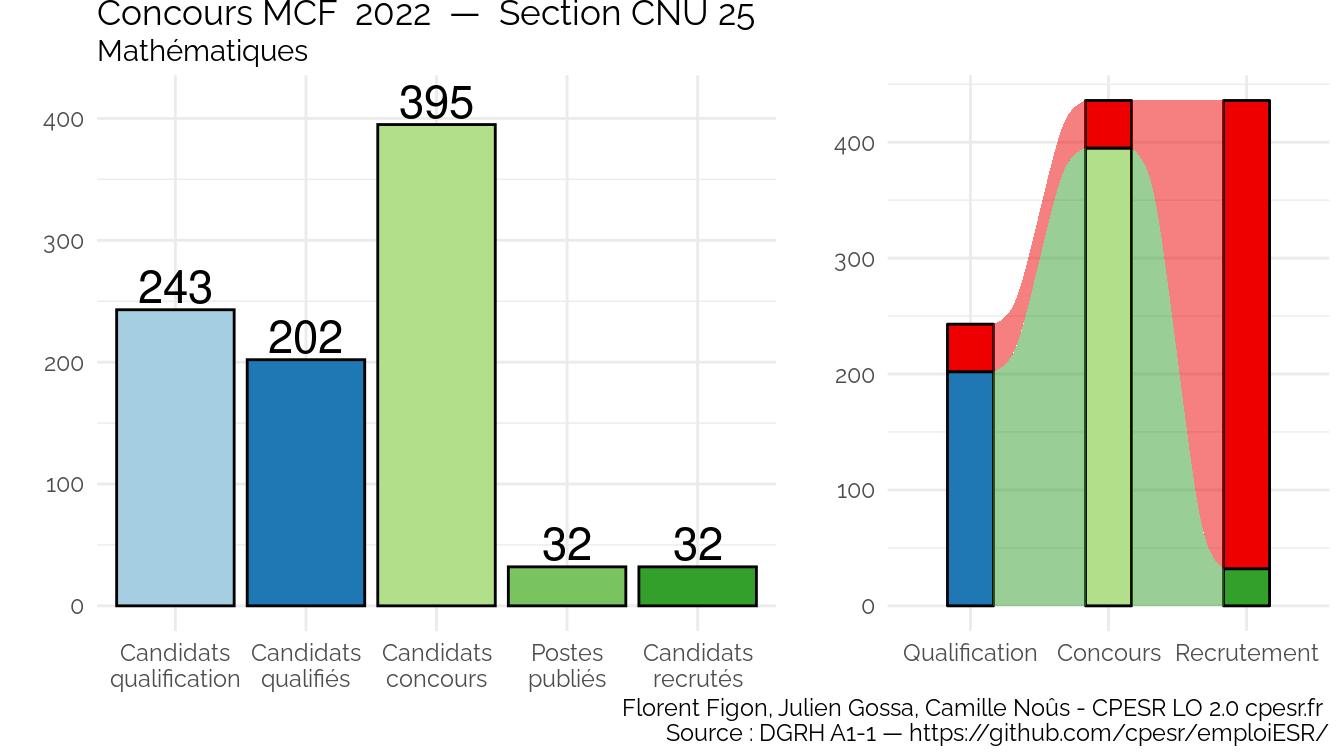 Concours MCF 2022 — Section CNU 25
Mathématiques
400
300
200
100
0
243
202
395
32
32
Candidats qualification
Candidats qualifiés
Candidats concours
Postes publiés
Candidats recrutés
400
300
200
100
0
Qualification
Concours
Recrutement
Florent Figon, Julien Gossa, Camille Noûs - CPESR LO 2.0 cpesr.fr
Source : DGRH A1-1 — https://github.com/cpesr/emploiESR/